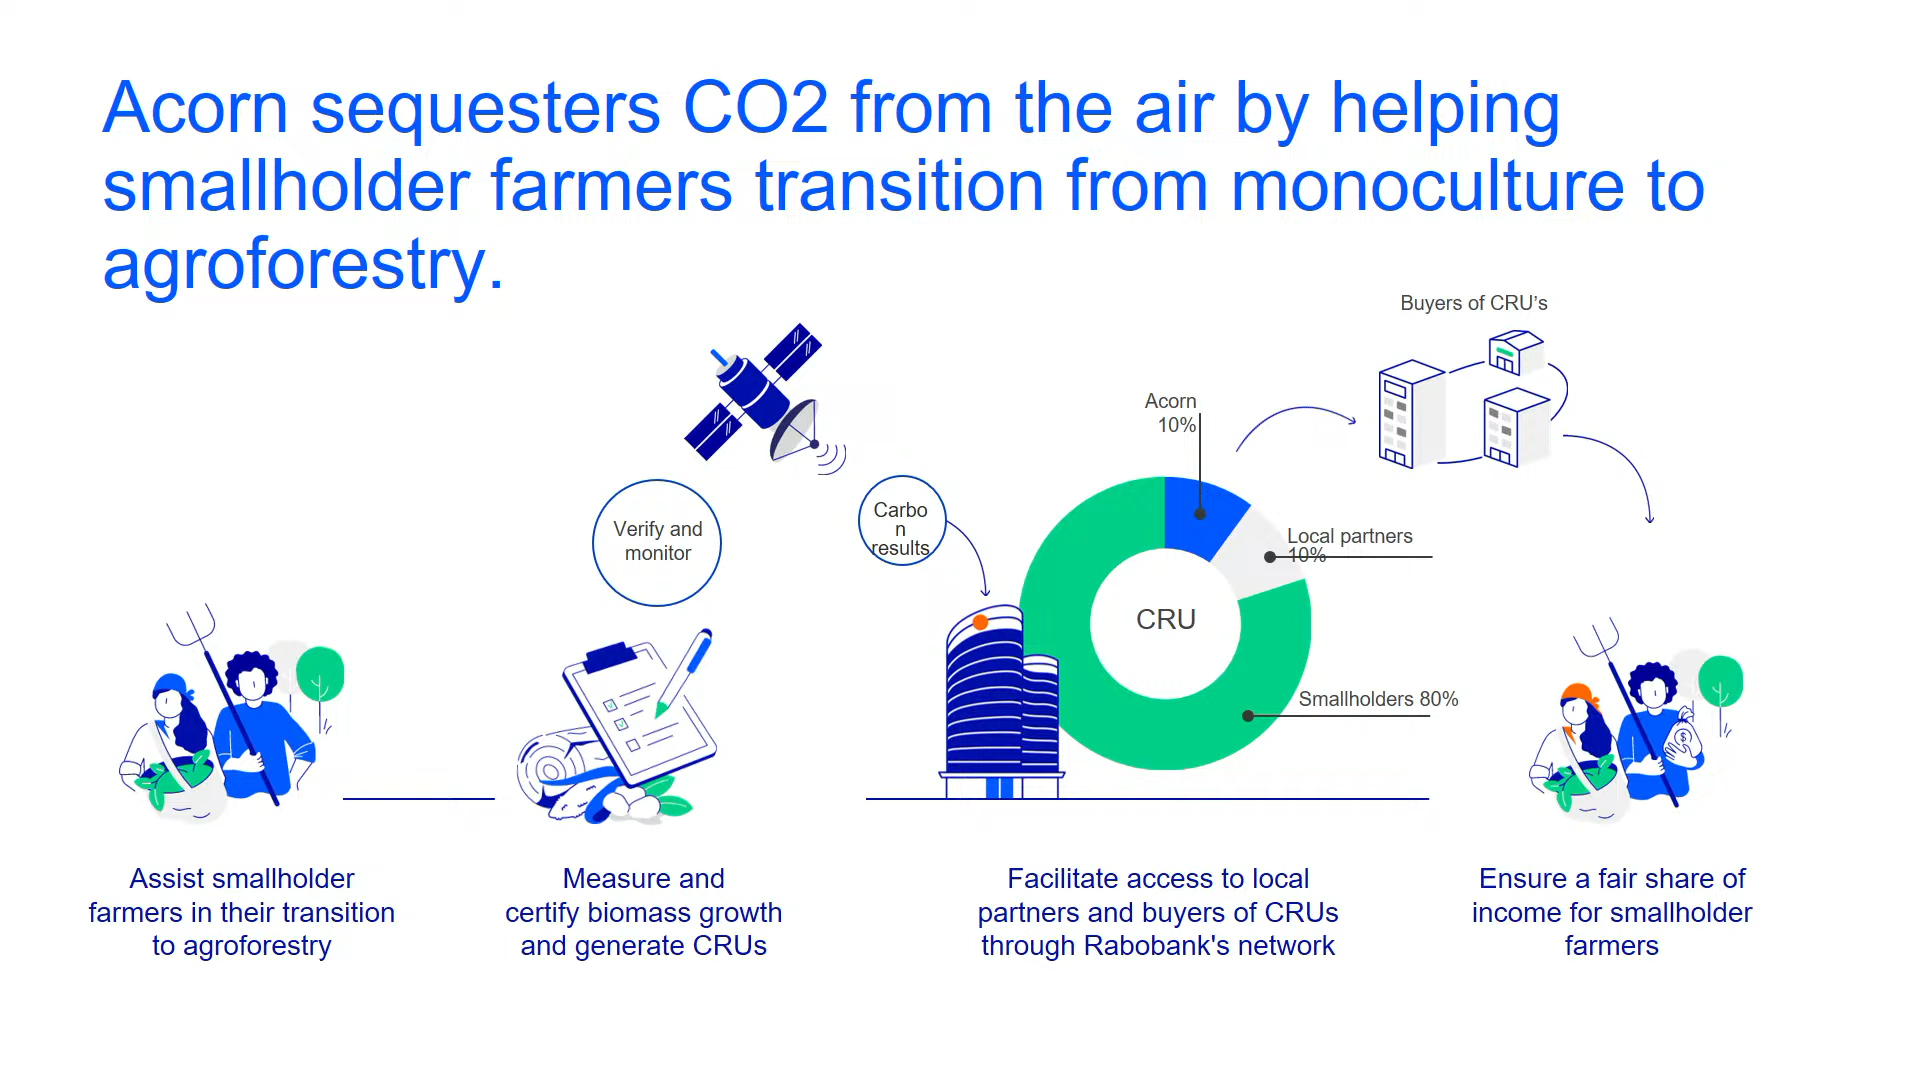 Acorn sequesters CO2 from the air by helping
smallholder farmers transition from monoculture to
agroforestry.
Buyers of CRU’s
Acorn
10%
Verify and
monitor
Carbo
n
results
Local partners
10%
CRU
Smallholders 80%
$
Assist smallholder
farmers in their transition
to agroforestry
Measure and
certify biomass growth
and generate CRUs
Facilitate access to local
partners and buyers of CRUs
through Rabobank's network
Ensure a fair share of
income for smallholder
farmers